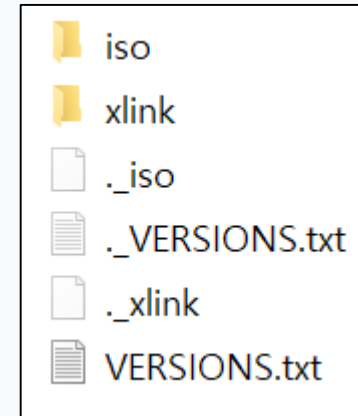 iso
xlink
._iso
._VERSIONS.txt
._xlink
VERSIONS.txt